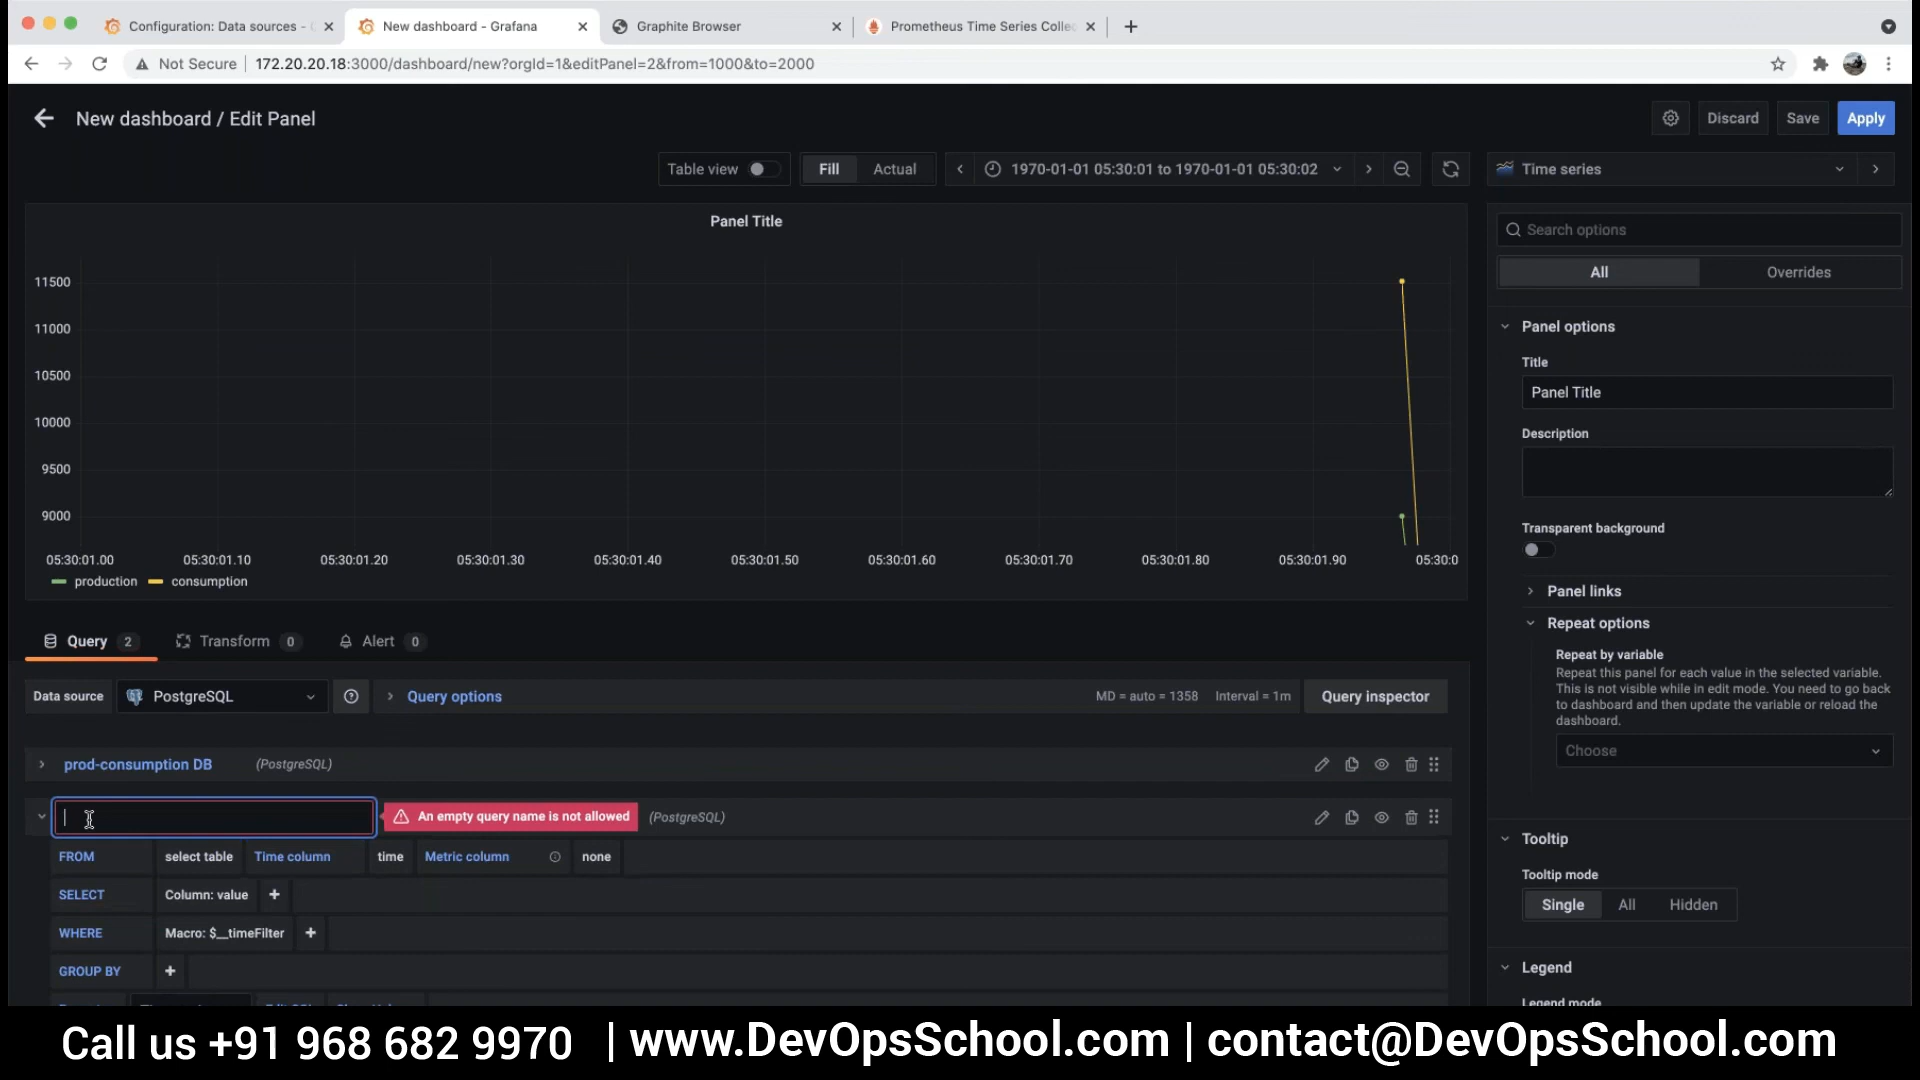 Configuration: Data sources -
New dashboard - Grafana
Graphite Browser
Prometheus Time Series Collec
Not Secure
172.20.20.18:3000/dashboard/new?orgId=1&editPanel=2&from=1000&to=2000
New dashboard / Edit Panel
Discard
Save
Apply
Table view
Fill
Actual
1970-01-01 05:30:01 to 1970-01-01 05:30:02
Time series
Panel Title
Search options
All
Overrides
11500
11000
10500
10000
9500
9000
05:30:01.00
05:30:01.10
05:30:01.20
05:30:01.30
05:30:01.40
05:30:01.50
05:30:01.60
05:30:01.70
05:30:01.80
05:30:01.90
05:30:0
production
consumption
Panel options
Title
Panel Title
Description
Transparent background
Panel links
Repeat options
Repeat by variable
Repeat this panel for each value in the selected variable.
This is not visible while in edit mode. You need to go back
to dashboard and then update the variable or reload the
dashboard.
Choose
Query 2
Transform 0
Alert 0
Data source
PostgreSQL
Query options
MD = auto = 1358
Interval = 1m
Query inspector
prod-consumption DB
(PostgreSQL)
An empty query name is not allowed
(PostgreSQL)
FROM
select table
Time column
time
Metric column
none
SELECT
Column: value
+
WHERE
Macro: $__timeFilter
+
GROUP BY
+
Tooltip
Tooltip mode
Single
All
Hidden
Legend
Legend mode
Call us +91 968 682 9970 | www.DevOpsSchool.com | contact@DevOpsSchool.com